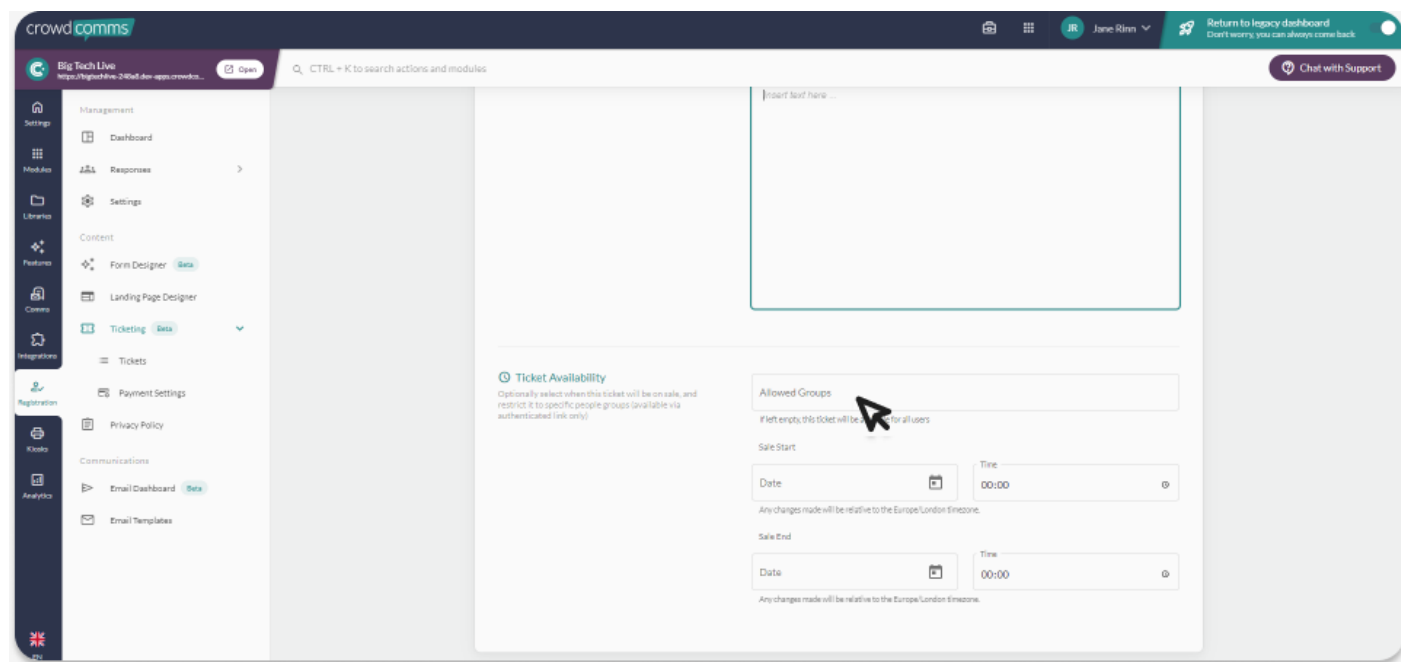 crowdcomms
JR
Jane Rinn
Return to legacy dashboard
Don't worry, you can always come back
Big Tech Live
Open
CTRL + K to search actions and modules
Chat with Support
Settings
Modules
Libraries
Features
Comms
Integrations
Registration
Kiosks
Analytics
EN
Management
Dashboard
Responses
Settings
Content
Form Designer Beta
Landing Page Designer
Ticketing Beta
Tickets
Payment Settings
Privacy Policy
Communications
Email Dashboard Beta
Email Templates
Insert text here ...
Ticket Availability
Optionally select when this ticket will be on sale, and
restrict it to specific people groups (available via
authenticated link only)
Allowed Groups
If left empty, this ticket will be for all users
Sale Start
Date
Time
00:00
Any changes made will be relative to the Europe/London timezone.
Sale End
Date
Time
00:00
Any changes made will be relative to the Europe/London timezone.